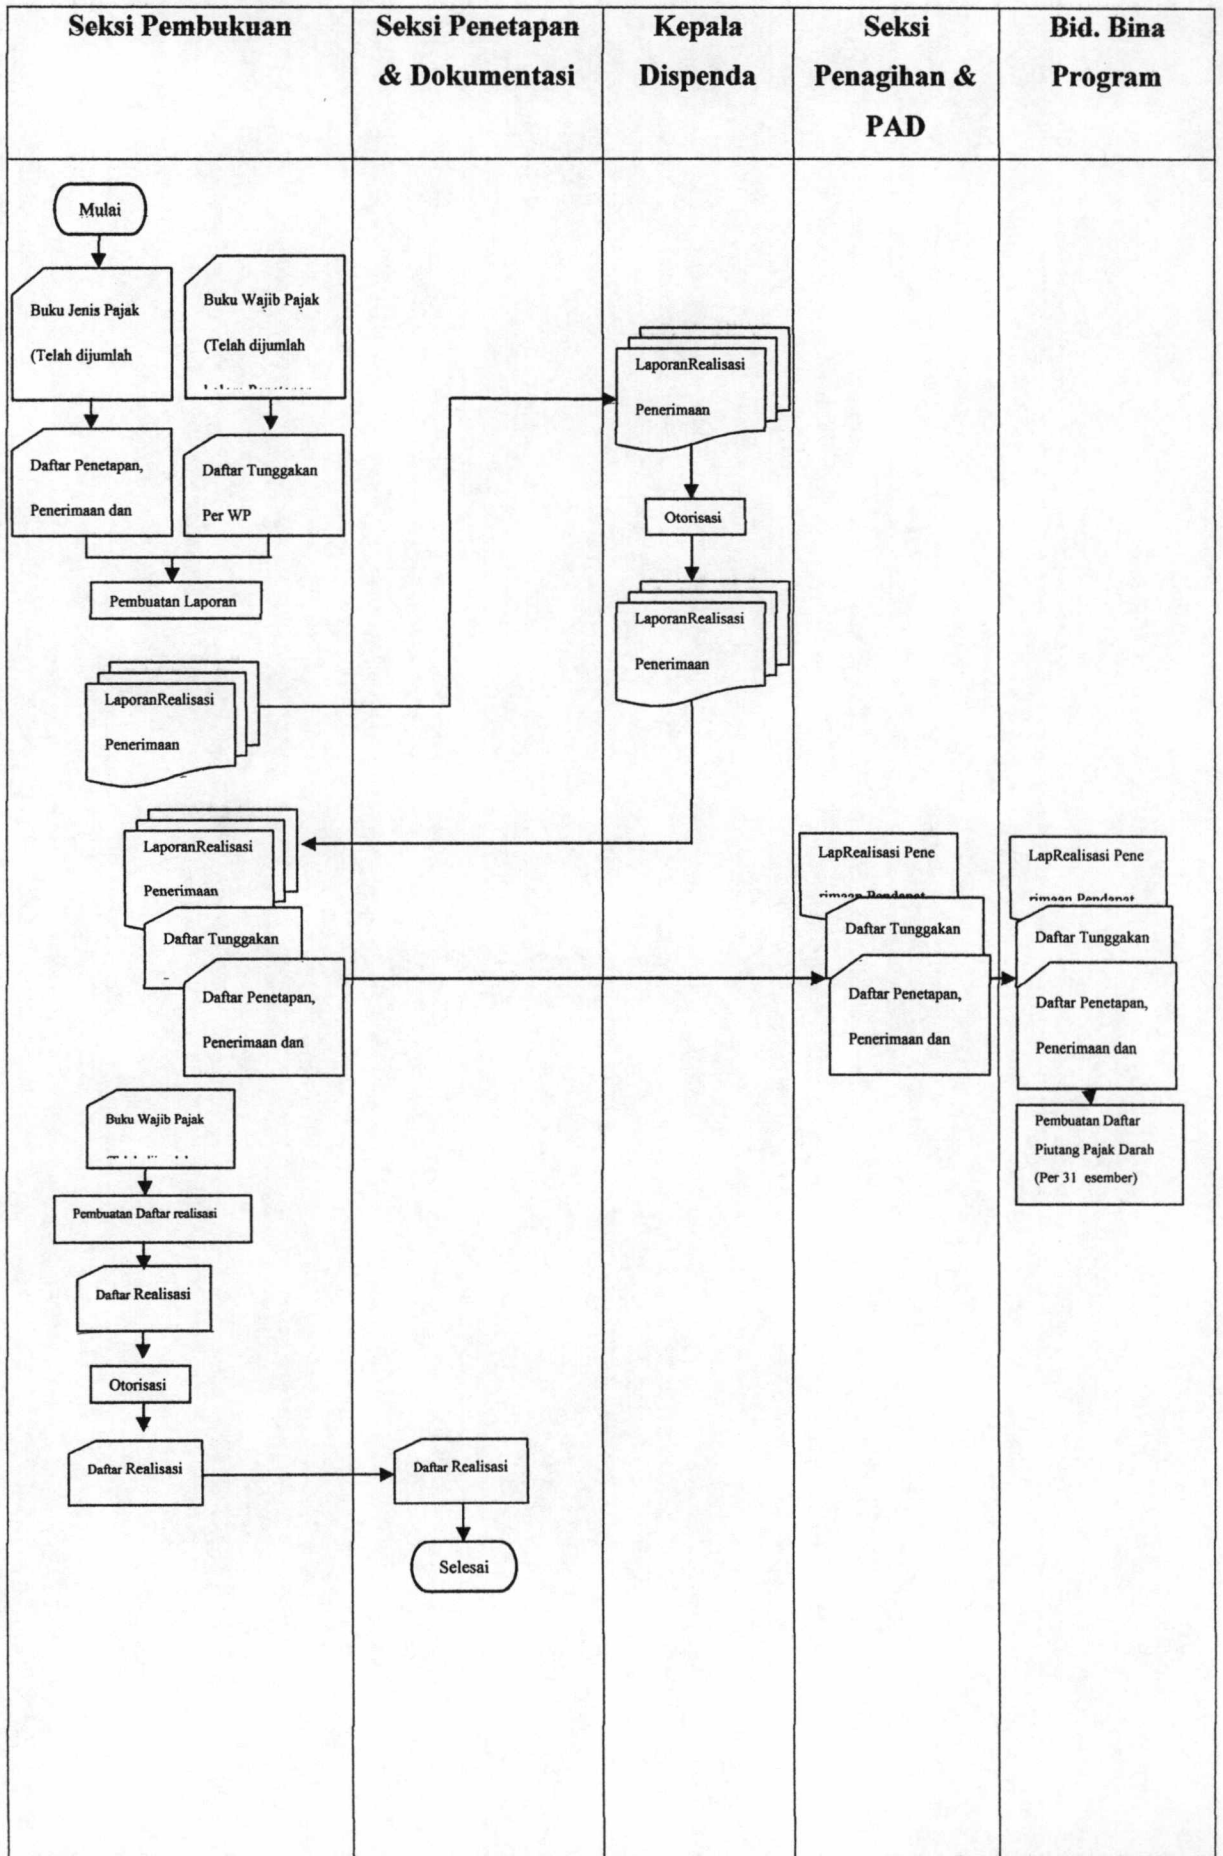 Seksi Pembukuan
Seksi Penetapan
& Dokumentasi
Kepala
Dispenda
Seksi
Penagihan &
PAD
Bid. Bina
Program
Mulai
Buku Jenis Pajak
(Telah dijumlah
Buku Wajib Pajak
(Telah dijumlah
Daftar Penetapan,
Penerimaan dan
Daftar Tunggakan
Per WP
Pembuatan Laporan
LaporanRealisasi
Penerimaan
LaporanRealisasi
Penerimaan
Otorisasi
LaporanRealisasi
Penerimaan
LaporanRealisasi
Penerimaan
Daftar Tunggakan
Daftar Penetapan,
Penerimaan dan
LapRealisasi Pene
rimaan Pendapat
Daftar Tunggakan
Daftar Penetapan,
Penerimaan dan
LapRealisasi Pene
rimaan Pendapat
Daftar Tunggakan
Daftar Penetapan,
Penerimaan dan
Pembuatan Daftar
Piutang Pajak Darah
(Per 31 esember)
Buku Wajib Pajak
Pembuatan Daftar realisasi
Daftar Realisasi
Otorisasi
Daftar Realisasi
Daftar Realisasi
Selesai